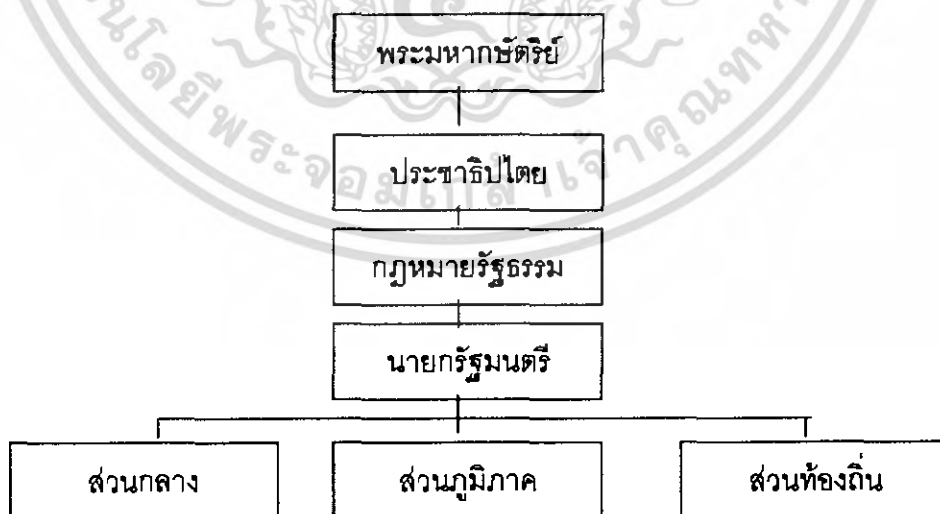 พระมหากษัตริย์
ประชาธิปไตย
กฎหมายรัฐธรรม
นายกรัฐมนตรี
ส่วนกลาง
ส่วนภูมิภาค
ส่วนท้องถิ่น